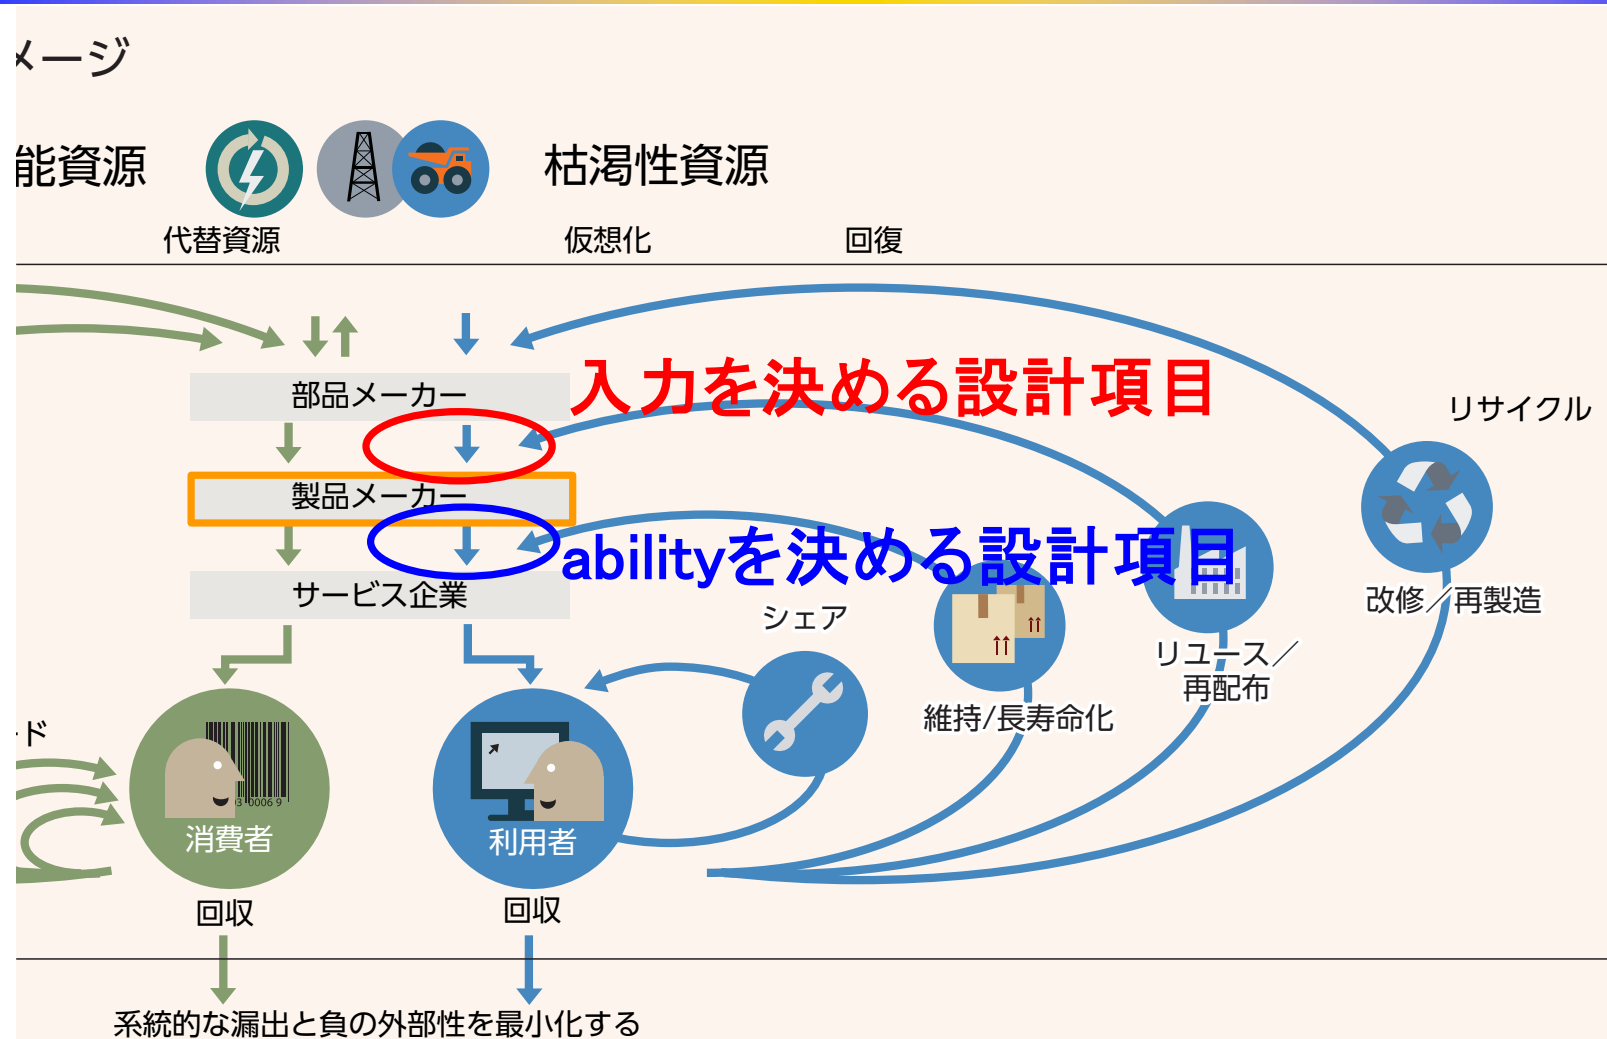 メージ
能資源
枯渇性資源
代替資源
仮想化
回復
部品メーカー
入力を決める設計項目
リサイクル
製品メーカー
abilityを決める設計項目
サービス企業
シェア
改修／再製造
リユース／
再配布
維持/長寿命化
ード
03 0006 9
消費者
利用者
回収
回収
系統的な漏出と負の外部性を最小化する